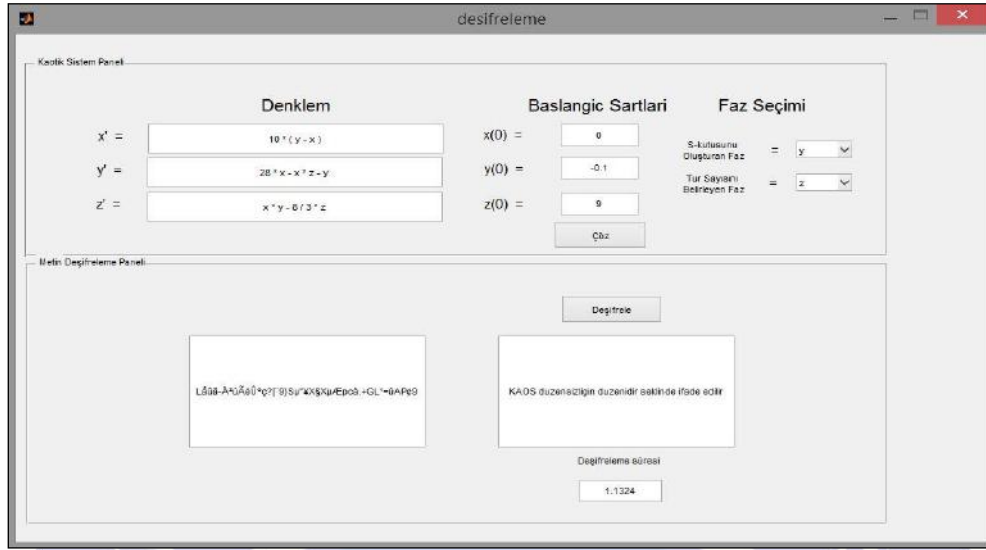 desifreleme
Kaotik Sistem Paneli
Denklem Baslangic Sartlari Faz Seçimi
x' = 10 * ( y - x ) x(0) = 0 S-kutusunu Oluşturan Faz = y
y' = 28 * x - x * z - y y(0) = -0.1 Tur Sayısını Belirleyen Faz = z
z' = x * y - 8 / 3 * z z(0) = 9
Çöz
Metin Deşifreleme Paneli
Deşifrele
KAOS duzensizligin duzenidir seklinde ifade edilir
Deşifreleme süresi
1.1324